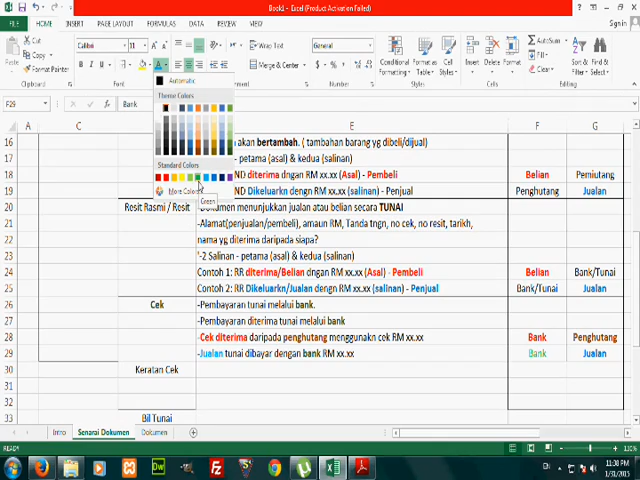 Book1 - Excel (Product Activation Failed)
FILE HOME INSERT PAGE LAYOUT FORMULAS DATA REVIEW VIEW
Cut
Copy
Format Painter
Clipboard
Calibri 11
B I U
Font
Wrap Text
Merge & Center
Alignment
General
Number
Conditional Formatting
Format as Table
Cell Styles
Styles
Insert Delete Format
Cells
AutoSum
Fill
Clear
Sort & Filter
Find & Select
Editing
Automatic
Theme Colors
Standard Colors
More Colors
Green
F29 Bank
A C E F G
16 akan bertambah. ( tambahan barang yg dibeli/dijual)
17 - petama (asal) & kedua (salinan)
18 ND diterima dngan RM xx.xx (Asal) - Pembeli Belian Pemiutang
19 ND Dikeluarkn dengn RM xx.xx (salinan) - Penjual Penghutang Jualan
20 Resit Rasmi / Resit -Dokumen menunjukkan jualan atau belian secara TUNAI
21 -Alamat(penjualan/pembeli), amaun RM, Tanda tngn, no cek, no resit, tarikh,
22 nama yg diterima daripada siapa?
23 '-2 Salinan - petama (asal) & kedua (salinan)
24 Contoh 1: RR diterima/Belian dngan RM xx.xx (Asal) - Pembeli Belian Bank/Tunai
25 Contoh 2: RR Dikeluarkn/Jualan dengn RM xx.xx (salinan) - Penjual Bank/Tunai Jualan
26 Cek -Pembayaran tunai melalui bank.
27 -Pembayaran diterima tunai melalui bank
28 -Cek diterima daripada penghutang menggunakn cek RM xx.xx Bank Penghutang
29 -Jualan tunai dibayar dengan bank RM xx.xx Bank Jualan
30 Keratan Cek
31
32
33 Bil Tunai
Intro Senarai Dokumen Dokumen
READY 130%
EN 11:38 PM
1/31/2015